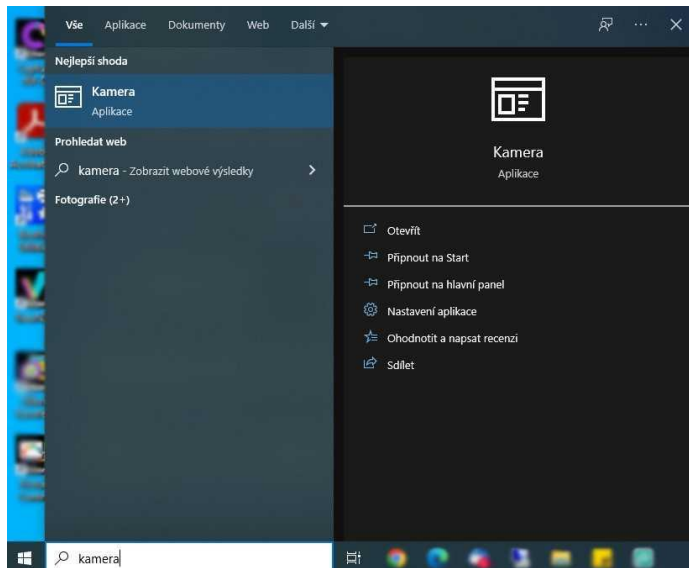 Vše Aplikace Dokumenty Web Další
Nejlepší shoda
Kamera
Aplikace
Prohledat web
kamera - Zobrazit webové výsledky
Fotografie (2+)
Kamera
Aplikace
Otevřít
Připnout na Start
Připnout na hlavní panel
Nastavení aplikace
Ohodnotit a napsat recenzi
Sdílet
kamera